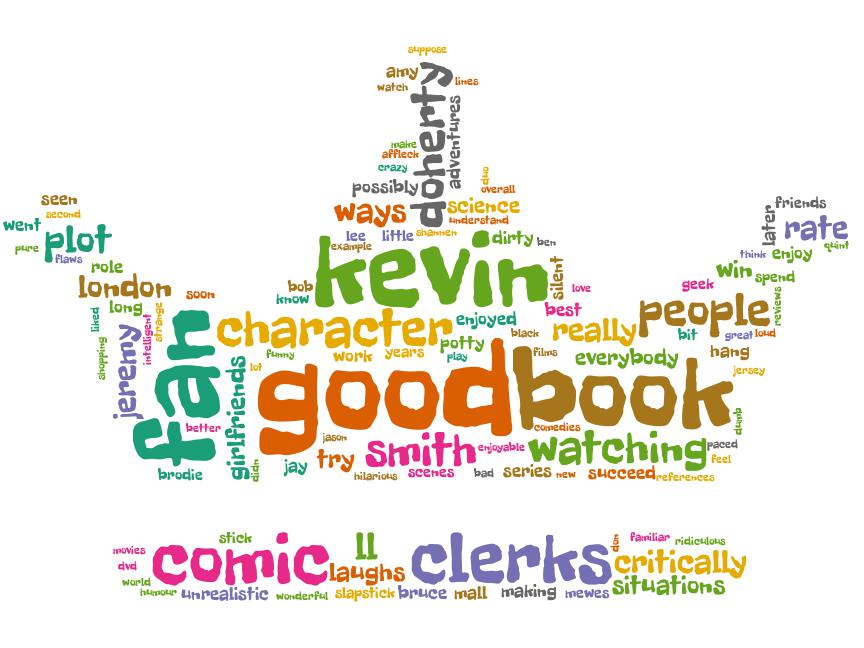 suppose
amy
watch
doherty
lines
adventures
make
affleck
crazy
possibly
duo
overall
ways
science
understand
lee
little
shannen
example
dirty
ben
kevin
silent
love
bob
know
seen
second
went
pure
plot
flaws
role
london
soon
long
liked
strange
intelligent
jeremy
shopping
fan
character
enjoyed
best
really
people
potty
black
funny
work
years
play
films
everybody
girlfriends
lot
good
book
better
comedies
jason
smith
enjoyable
watching
paced
feel
dumb
brodie
didn
jay
try
hilarious
scenes
bad
series
new
succeed
references
friends
later
rate
quint
think
enjoy
win
spend
geek
reviews
bit
great
loud
hang
jersey
stick
movies
dvd
world
comic
ll
laughs
clerks
familiar
ridiculous
critically
situations
humour
unrealistic
wonderful
slapstick
bruce
mall
making
mewes